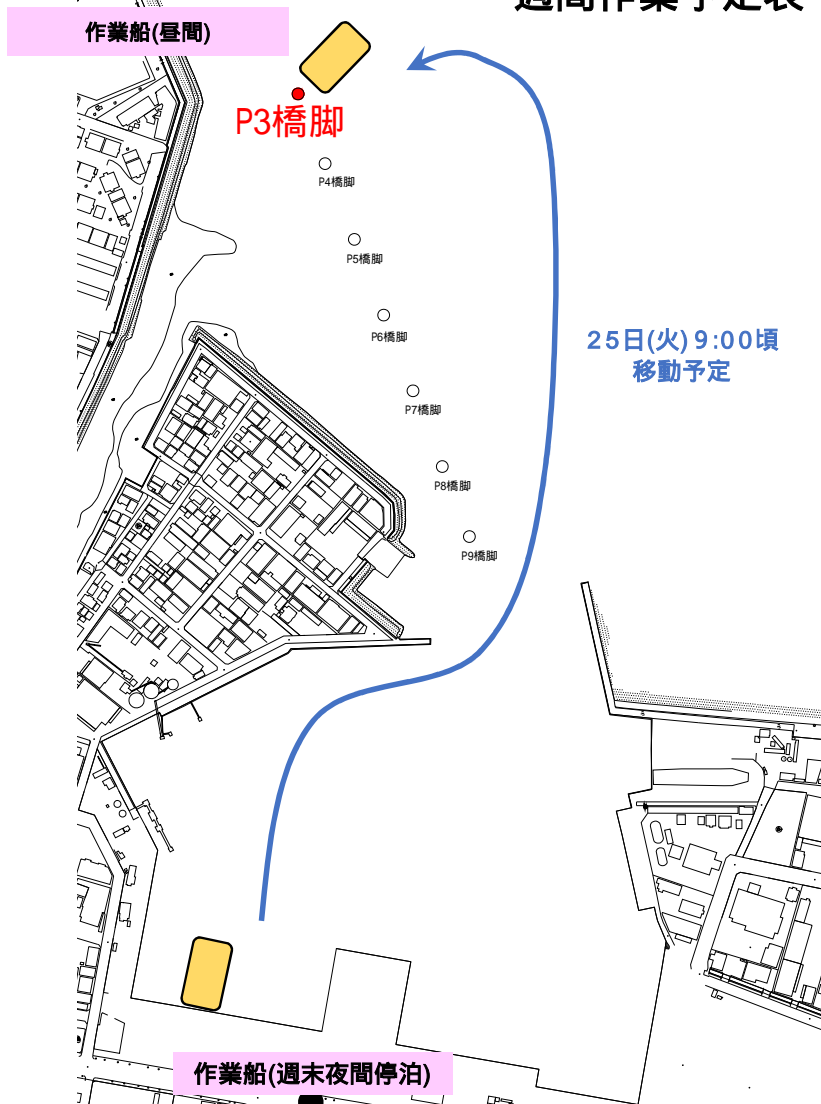 週間作業予定表
作業船(昼間)
P3橋脚
P4橋脚
P5橋脚
P6橋脚
25日(火) 9:00頃
移動予定
P7橋脚
P8橋脚
P9橋脚
作業船(週末夜間停泊)